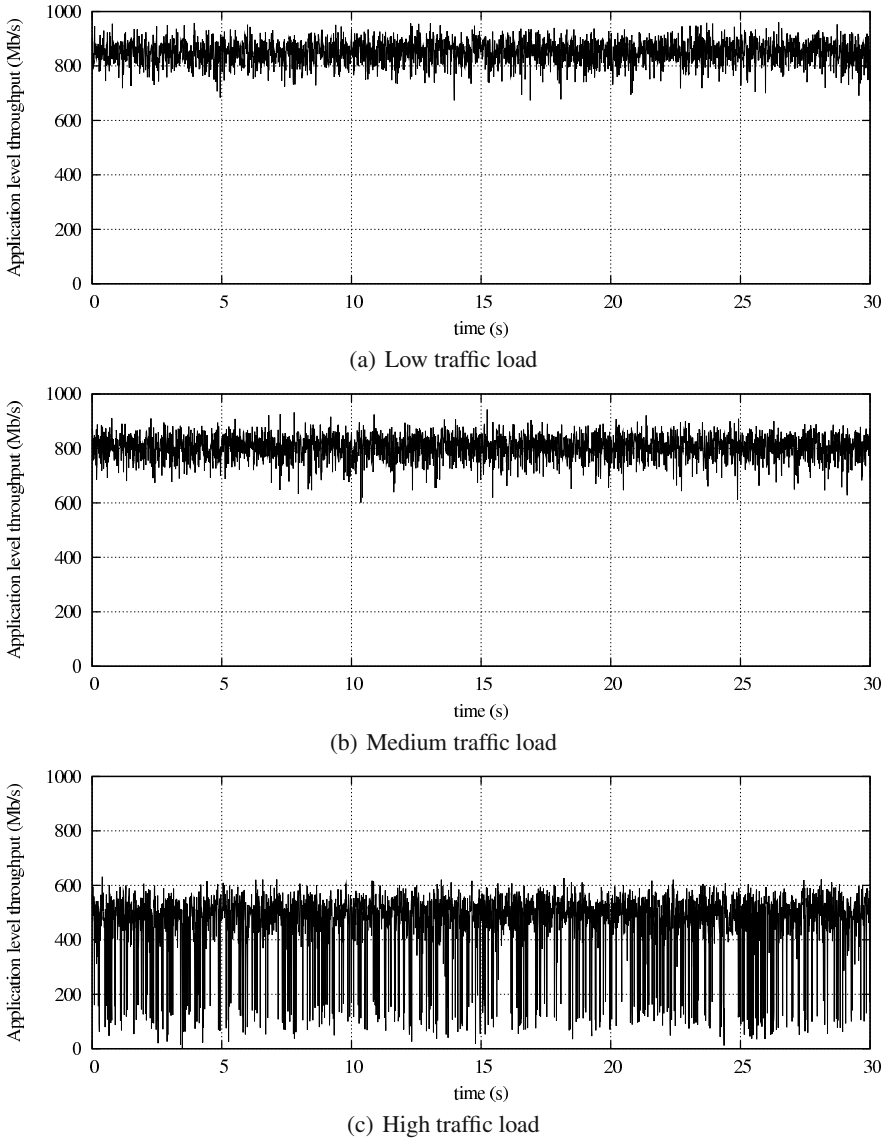 Application level throughput (Mb/s)
1000
800
600
400
200
0
0 5 10 15 20 25 30
time (s)
(a) Low traffic load
Application level throughput (Mb/s)
1000
800
600
400
200
0
0 5 10 15 20 25 30
time (s)
(b) Medium traffic load
Application level throughput (Mb/s)
1000
800
600
400
200
0
0 5 10 15 20 25 30
time (s)
(c) High traffic load